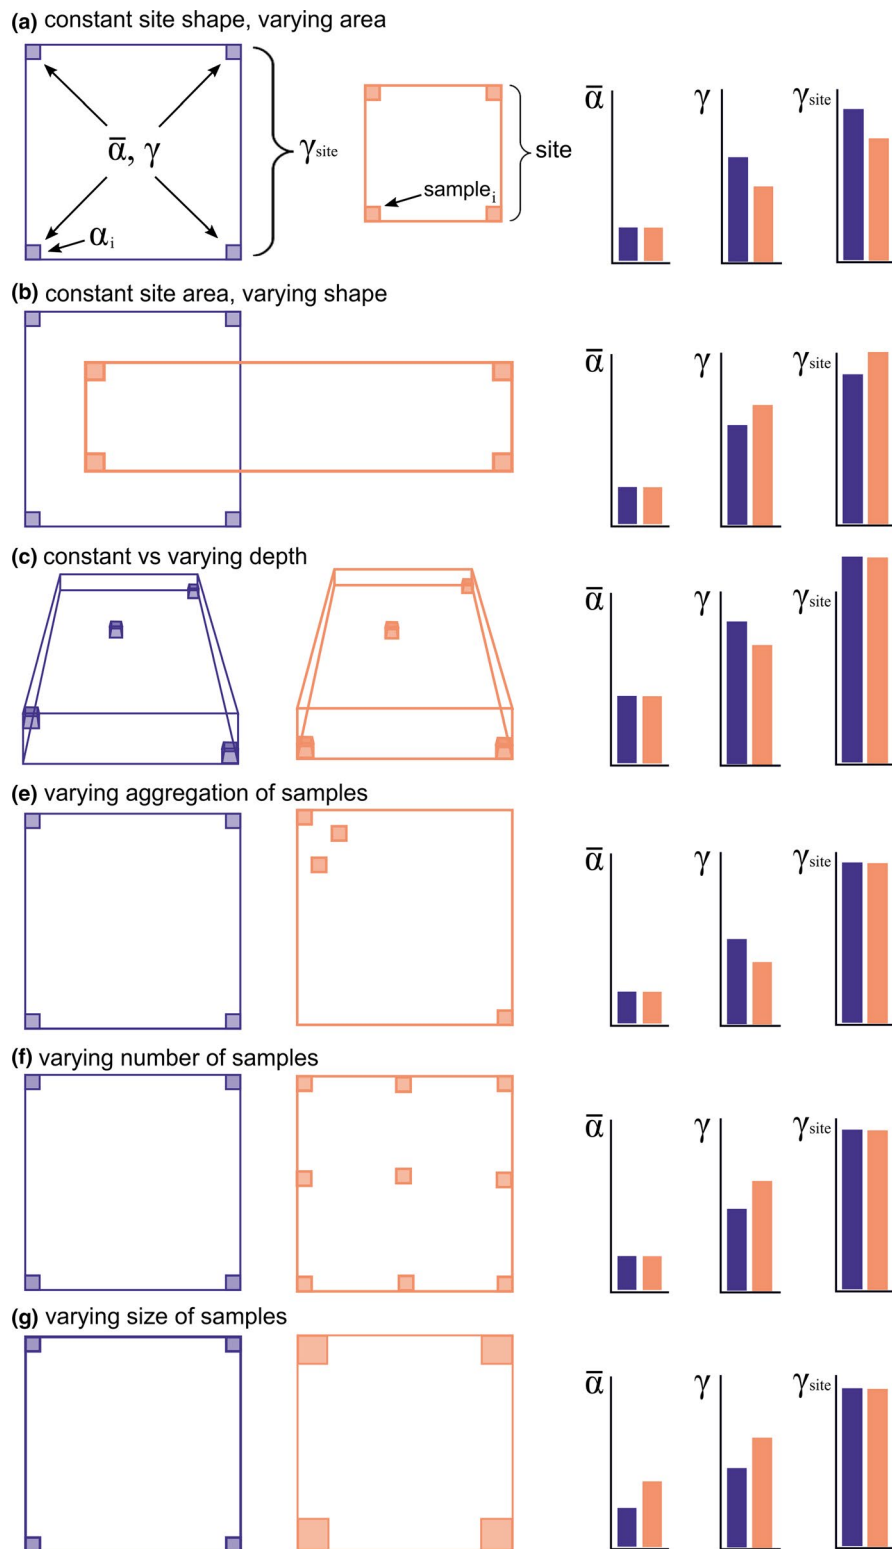 (a) constant site shape, varying area
ᾱ, γ
αi
γsite
samplei
site
ᾱ
γ
γsite
(b) constant site area, varying shape
ᾱ
γ
γsite
(c) constant vs varying depth
ᾱ
γ
γsite
(e) varying aggregation of samples
ᾱ
γ
γsite
(f) varying number of samples
ᾱ
γ
γsite
(g) varying size of samples
ᾱ
γ
γsite